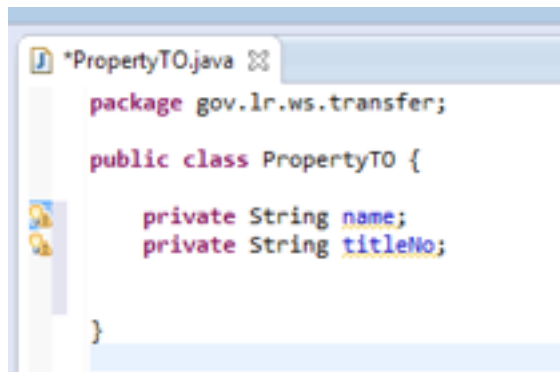 *PropertyTO.java
package gov.lr.ws.transfer;
public class PropertyTO {
private String name;
private String titleNo;
}